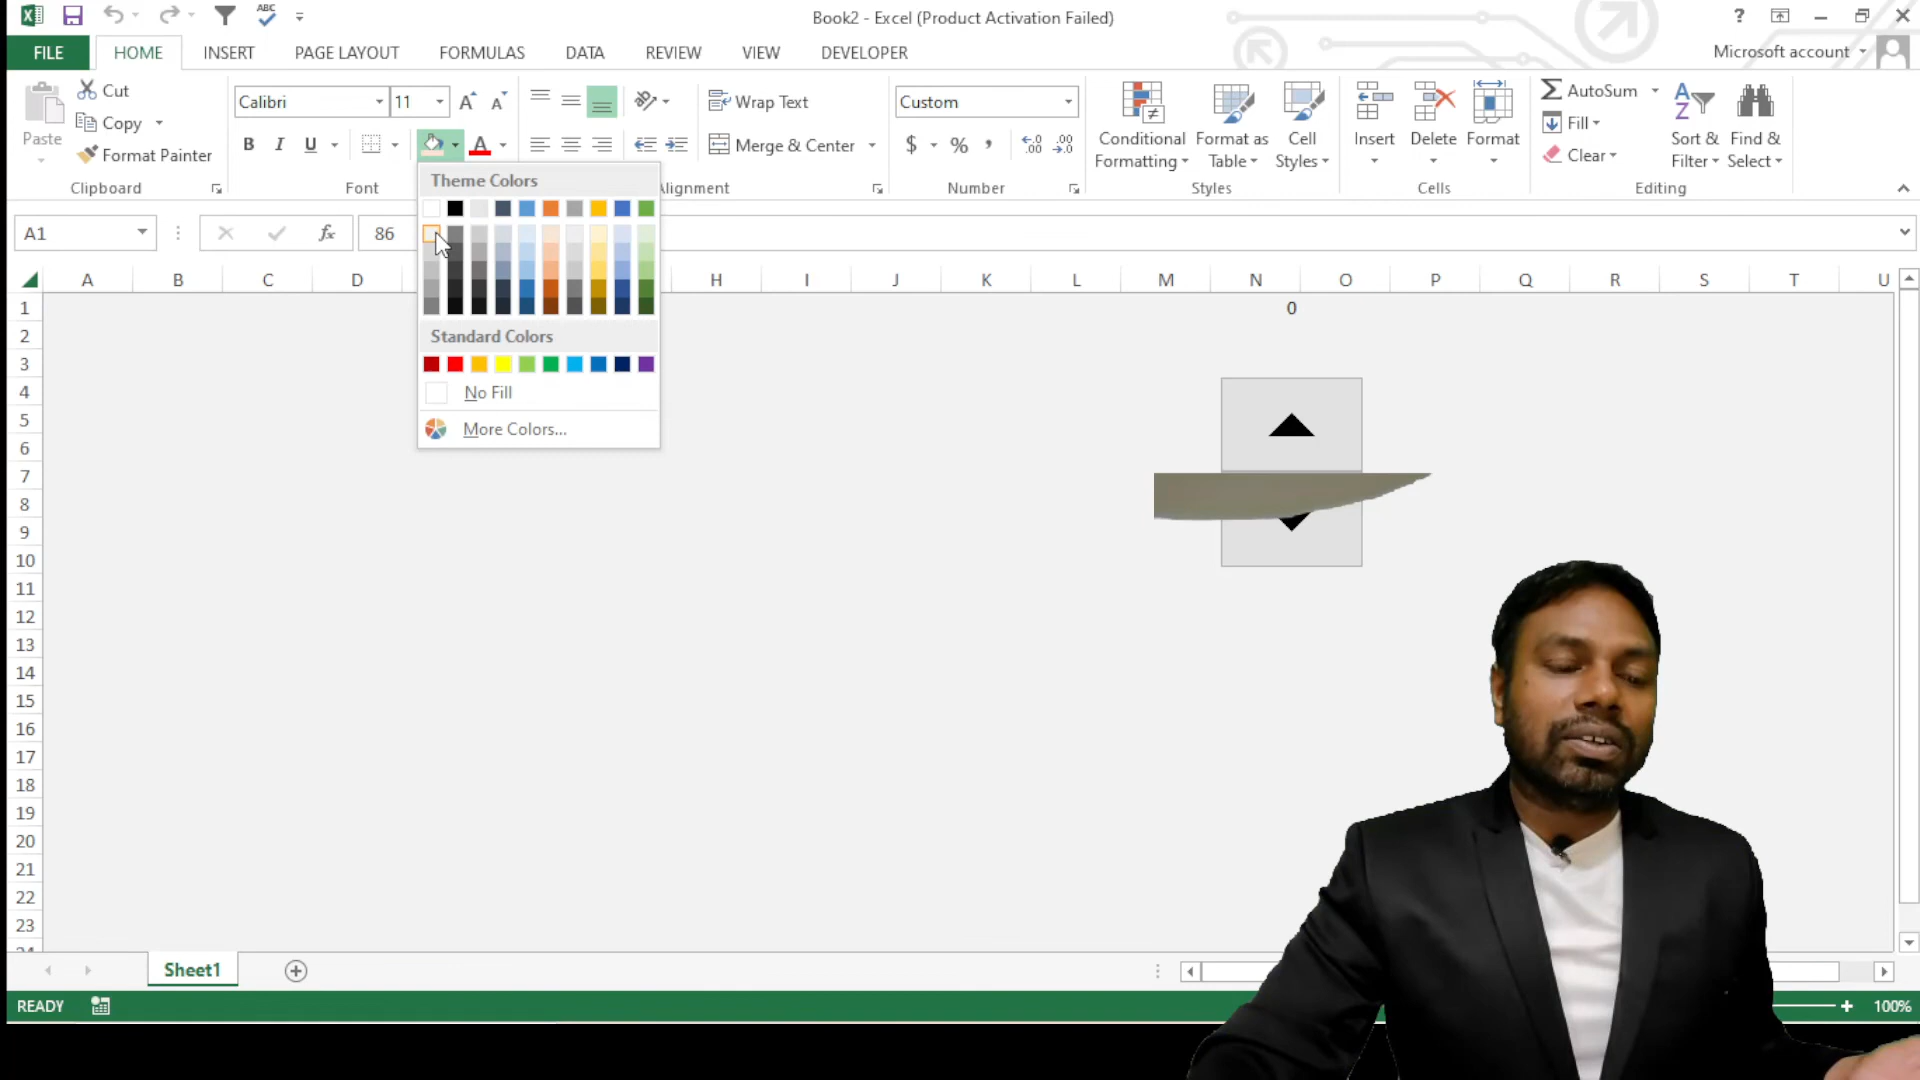 ABC
Book2 - Excel (Product Activation Failed)
?
FILE HOME INSERT PAGE LAYOUT FORMULAS DATA REVIEW VIEW DEVELOPER
Microsoft account
Paste
Cut
Copy
Format Painter
Clipboard
Calibri 11
B I U
Font
Wrap Text
Merge & Center
Alignment
Custom
$ % ,
Number
Conditional Formatting
Format as Table
Cell Styles
Styles
Insert
Delete
Format
Cells
AutoSum
Fill
Clear
Sort & Filter
Find & Select
Editing
A1
fx
86
Theme Colors
Standard Colors
No Fill
More Colors...
A B C D H I J K L M N O P Q R S T U
0
1
2
3
4
5
6
7
8
9
10
11
12
13
14
15
16
17
18
19
20
21
22
23
Sheet1
READY
100%